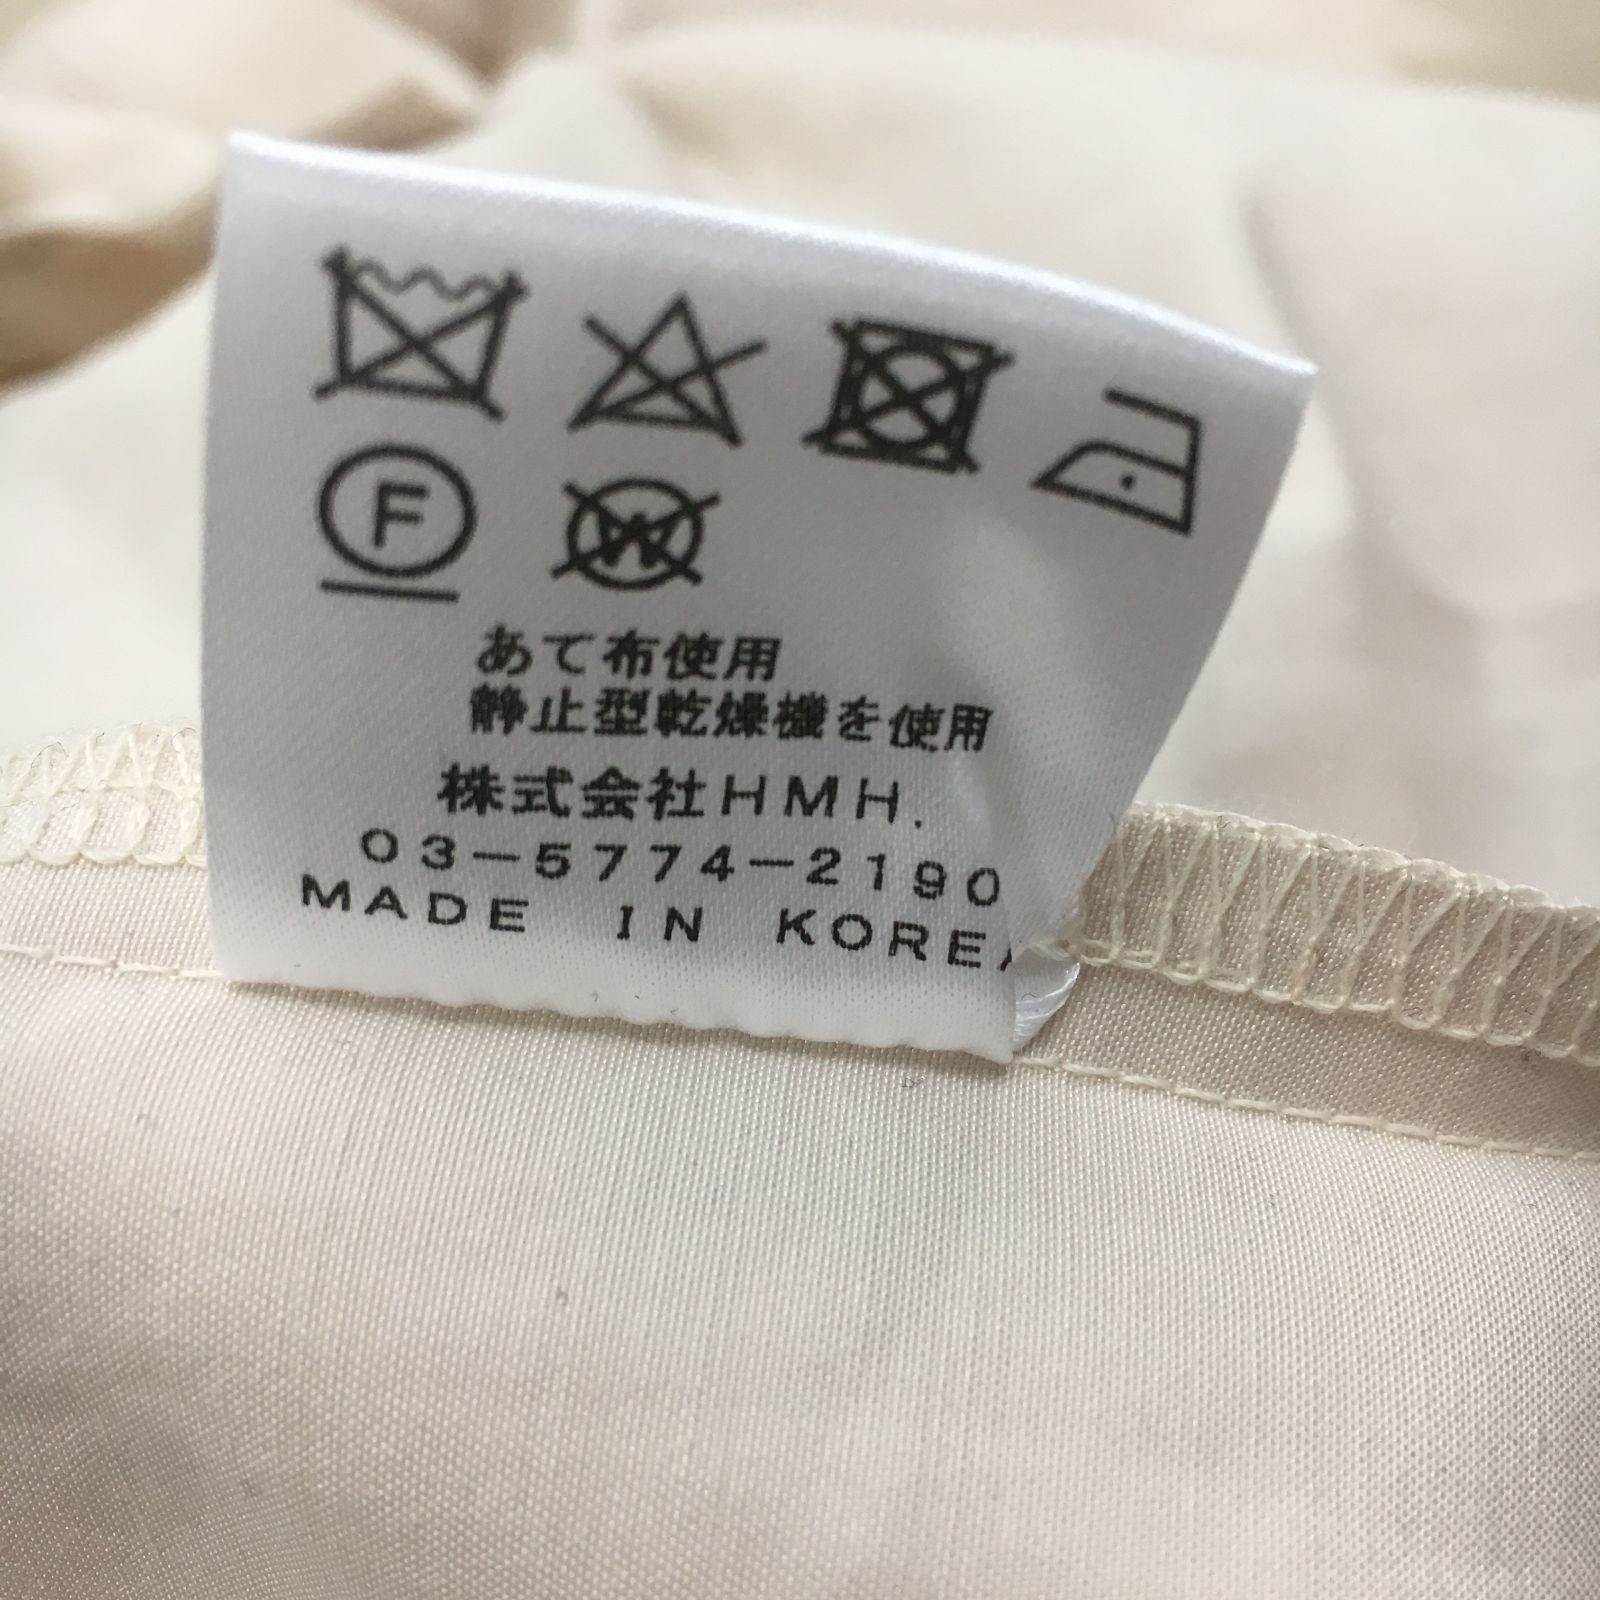 F W
あて布使用
静止型乾燥機を使用
株式会社HMH.
03-5774-2190
MADE IN KOREA